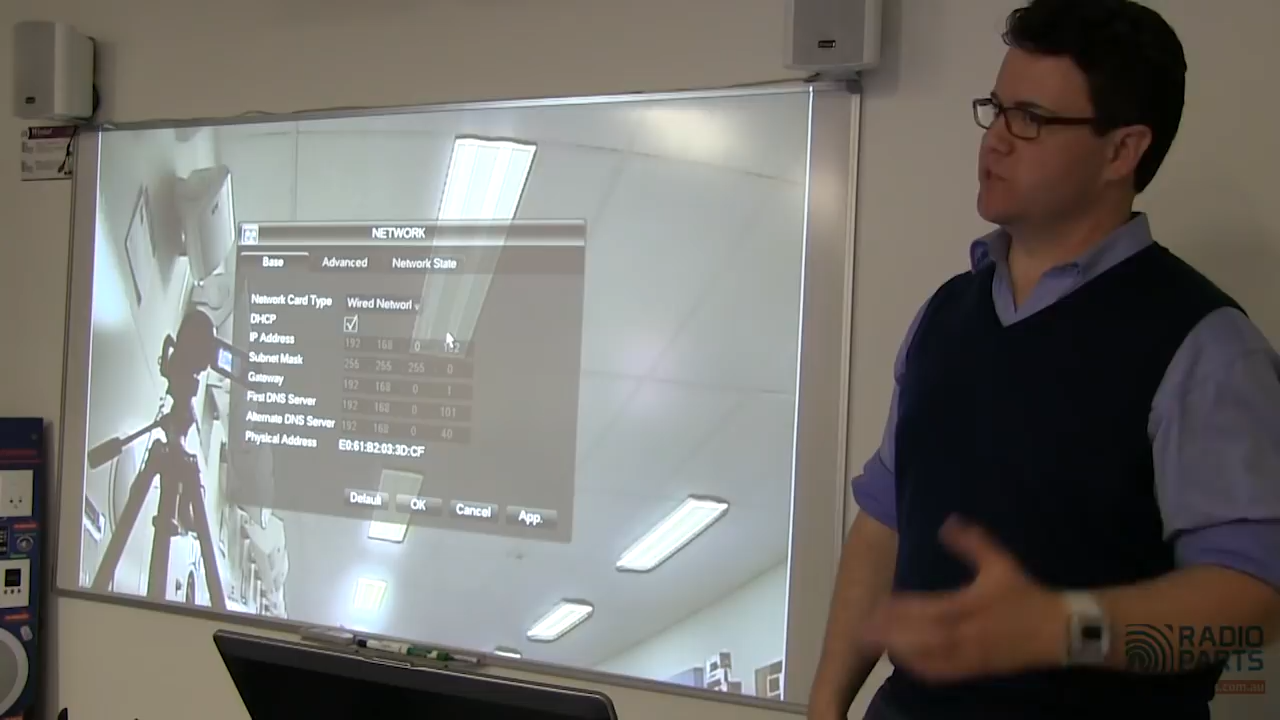 NETWORK
Base Advanced Network State
Network Card Type Wired Networl
DHCP
IP Address 192 168 0
Subnet Mask 255 255 255 0
Gateway 192 168 0 1
First DNS Server 192 168 0 101
Alternate DNS Server 192 168 0 40
Physical Address E0:61:B2:03:3D:CF
Default OK Cancel App.
RADIO
PARTS
.com.au